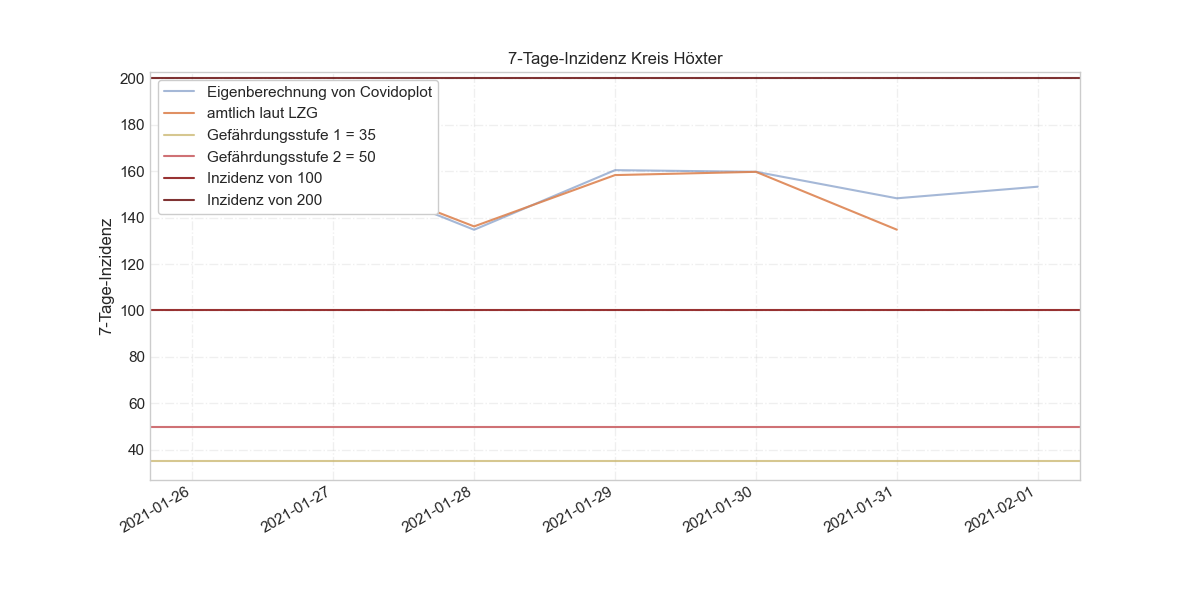 7-Tage-Inzidenz Kreis Höxter
200
180
160
140
120
100
80
60
40
7-Tage-Inzidenz
Eigenberechnung von Covidoplot
amtlich laut LZG
Gefährdungsstufe 1 = 35
Gefährdungsstufe 2 = 50
Inzidenz von 100
Inzidenz von 200
2021-01-26
2021-01-27
2021-01-28
2021-01-29
2021-01-30
2021-01-31
2021-02-01